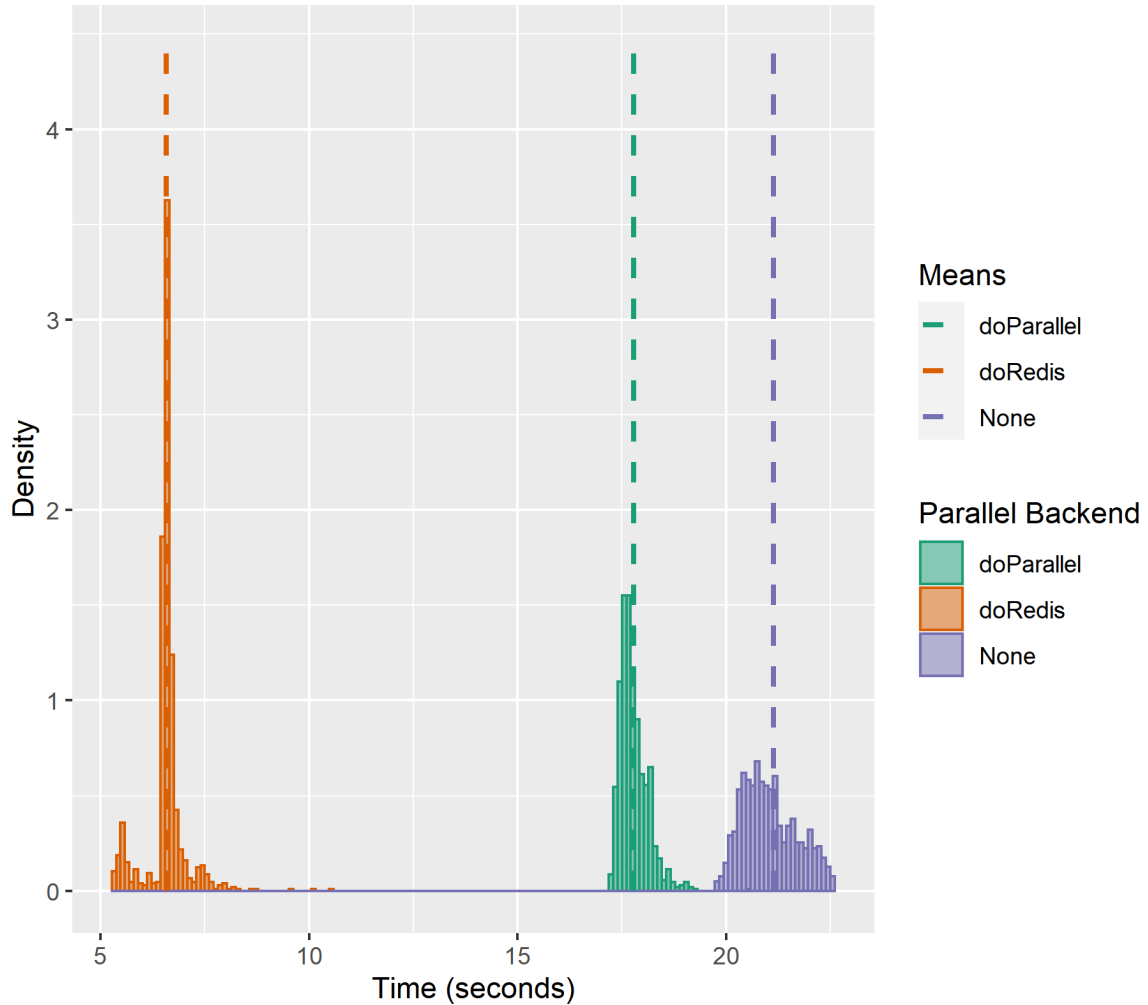 4
3
2
1
0
Density
5
10
15
20
Time (seconds)
Means
doParallel
doRedis
None
Parallel Backend
doParallel
doRedis
None